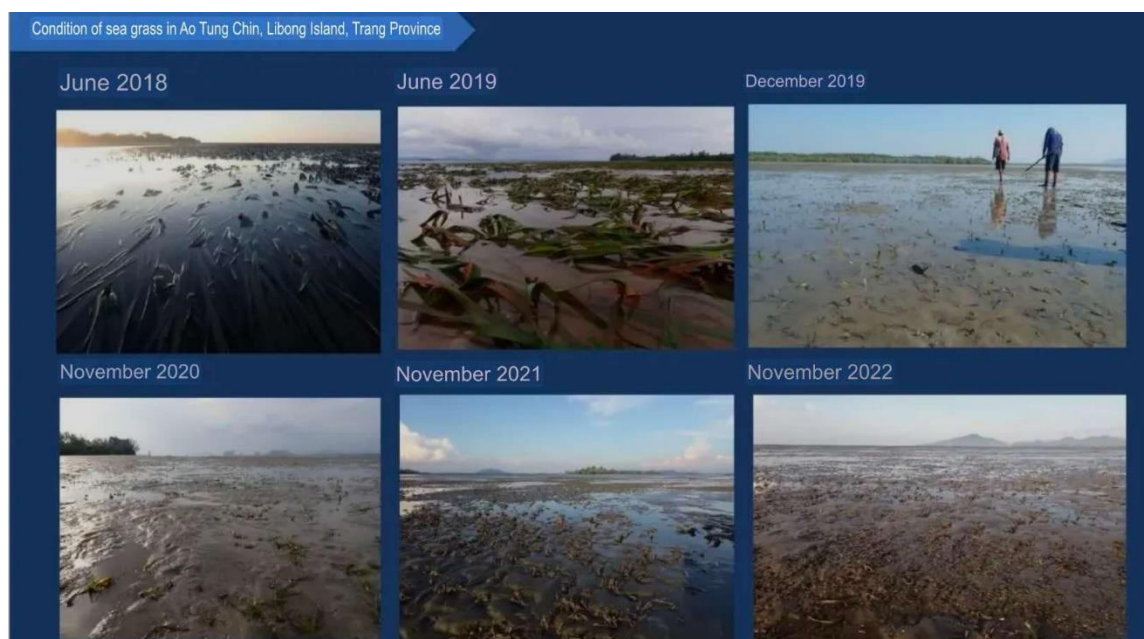 Condition of sea grass in Ao Tung Chin, Libong Island, Trang Province
June 2018
June 2019
December 2019
November 2020
November 2021
November 2022